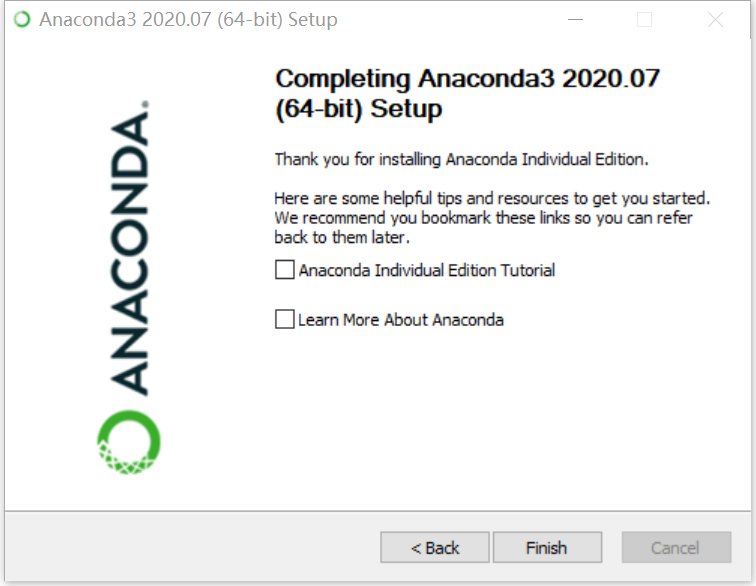 Anaconda3 2020.07 (64-bit) Setup
Completing Anaconda3 2020.07
(64-bit) Setup
Thank you for installing Anaconda Individual Edition.
Here are some helpful tips and resources to get you started.
We recommend you bookmark these links so you can refer
back to them later.
Anaconda Individual Edition Tutorial
Learn More About Anaconda
ANACONDA.
< Back
Finish
Cancel